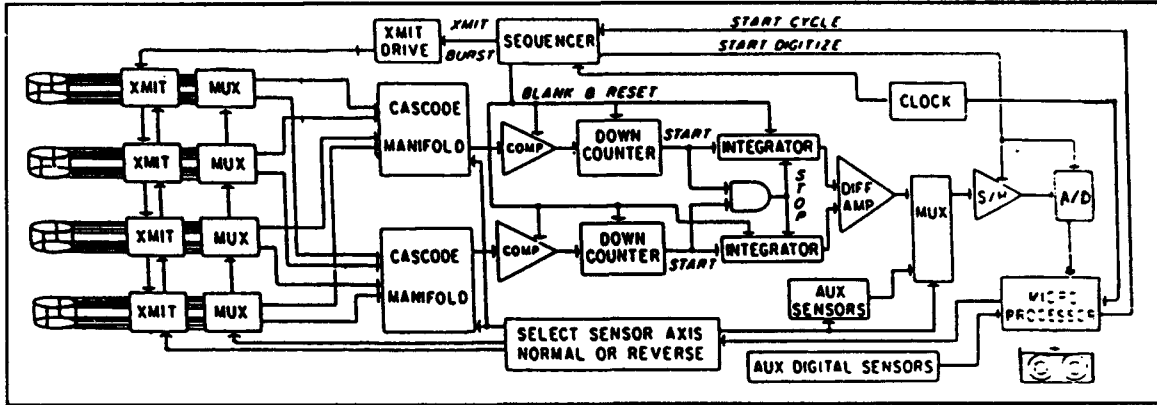 XMIT
DRIVE
XMIT
BURST
SEQUENCER
START CYCLE
START DIGITIZE
CLOCK
XMIT
MUX
XMIT
MUX
XMIT
MUX
XMIT
MUX
CASCODE
MANIFOLD
CASCODE
MANIFOLD
BLANK & RESET
COMP
DOWN
COUNTER
START
INTEGRATOR
STOP
COMP
DOWN
COUNTER
START
INTEGRATOR
DIFF
AMP
MUX
S/H
A/D
AUX
SENSORS
MICRO
PROCESSOR
SELECT SENSOR AXIS
NORMAL OR REVERSE
AUX DIGITAL SENSORS